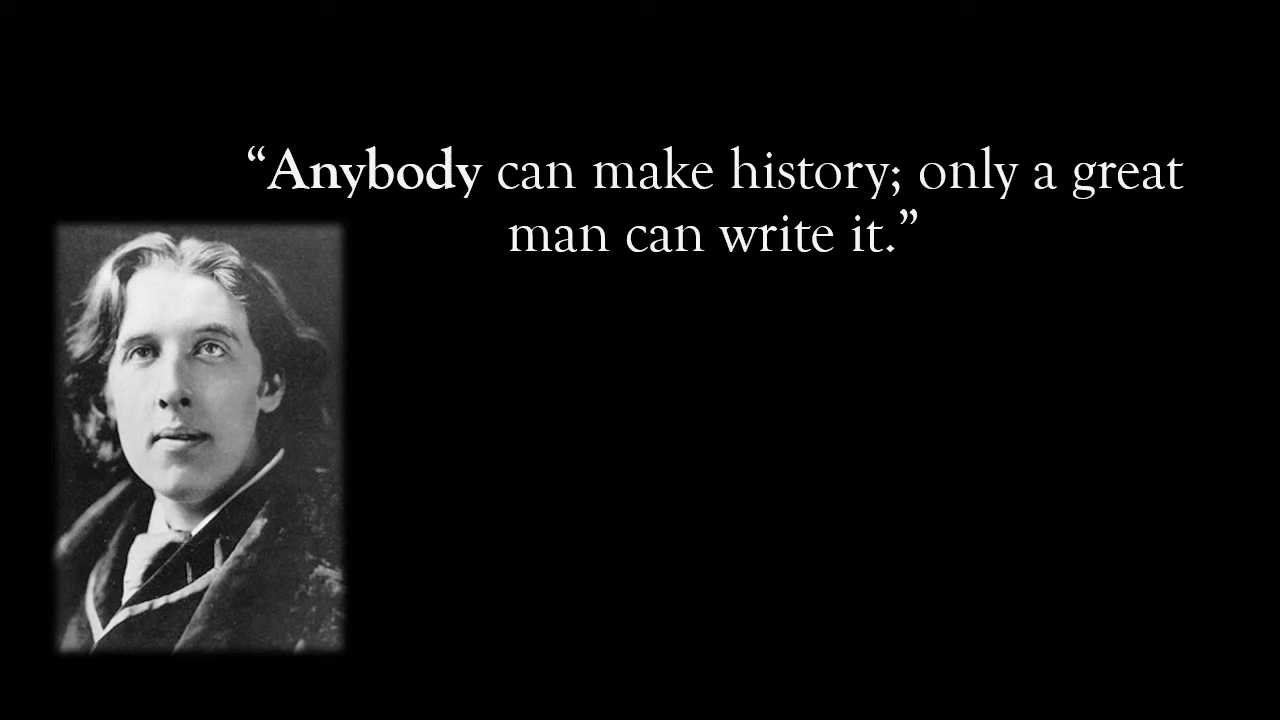 “Anybody can make history; only a great
man can write it.”